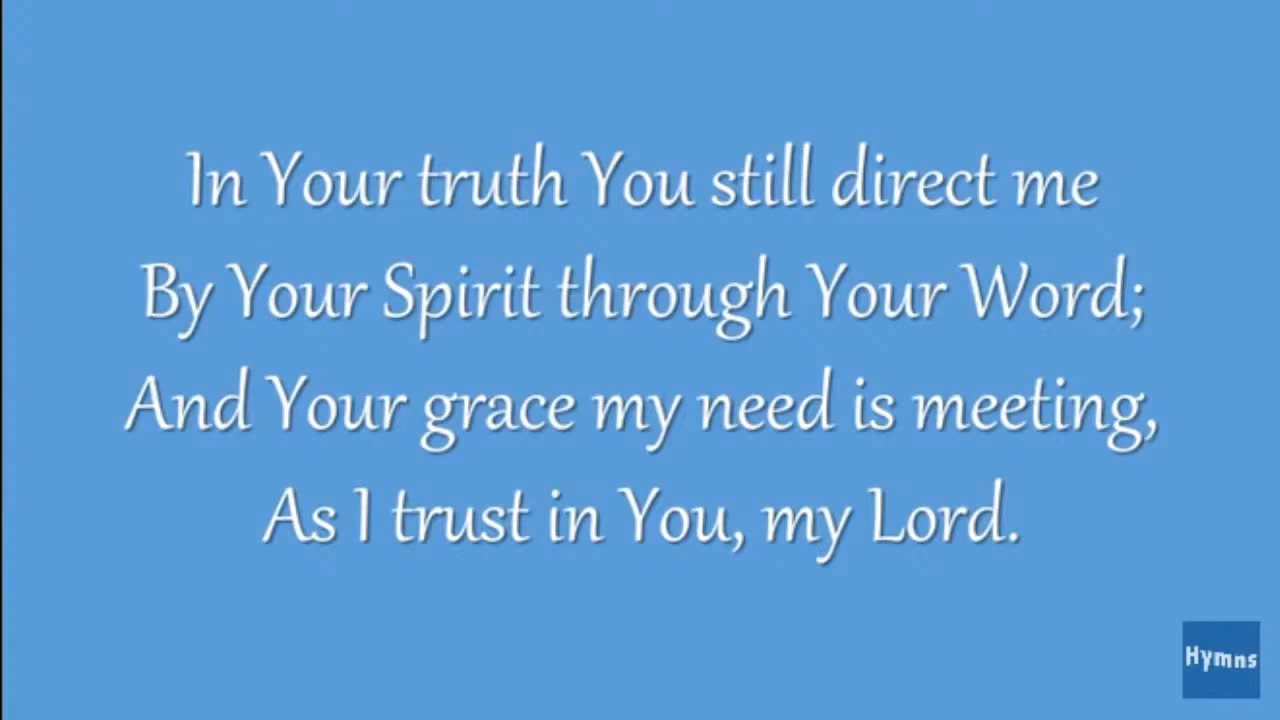 In Your truth You still direct me
By Your Spirit through Your Word;
And Your grace my need is meeting,
As I trust in You, my Lord.
Hymns